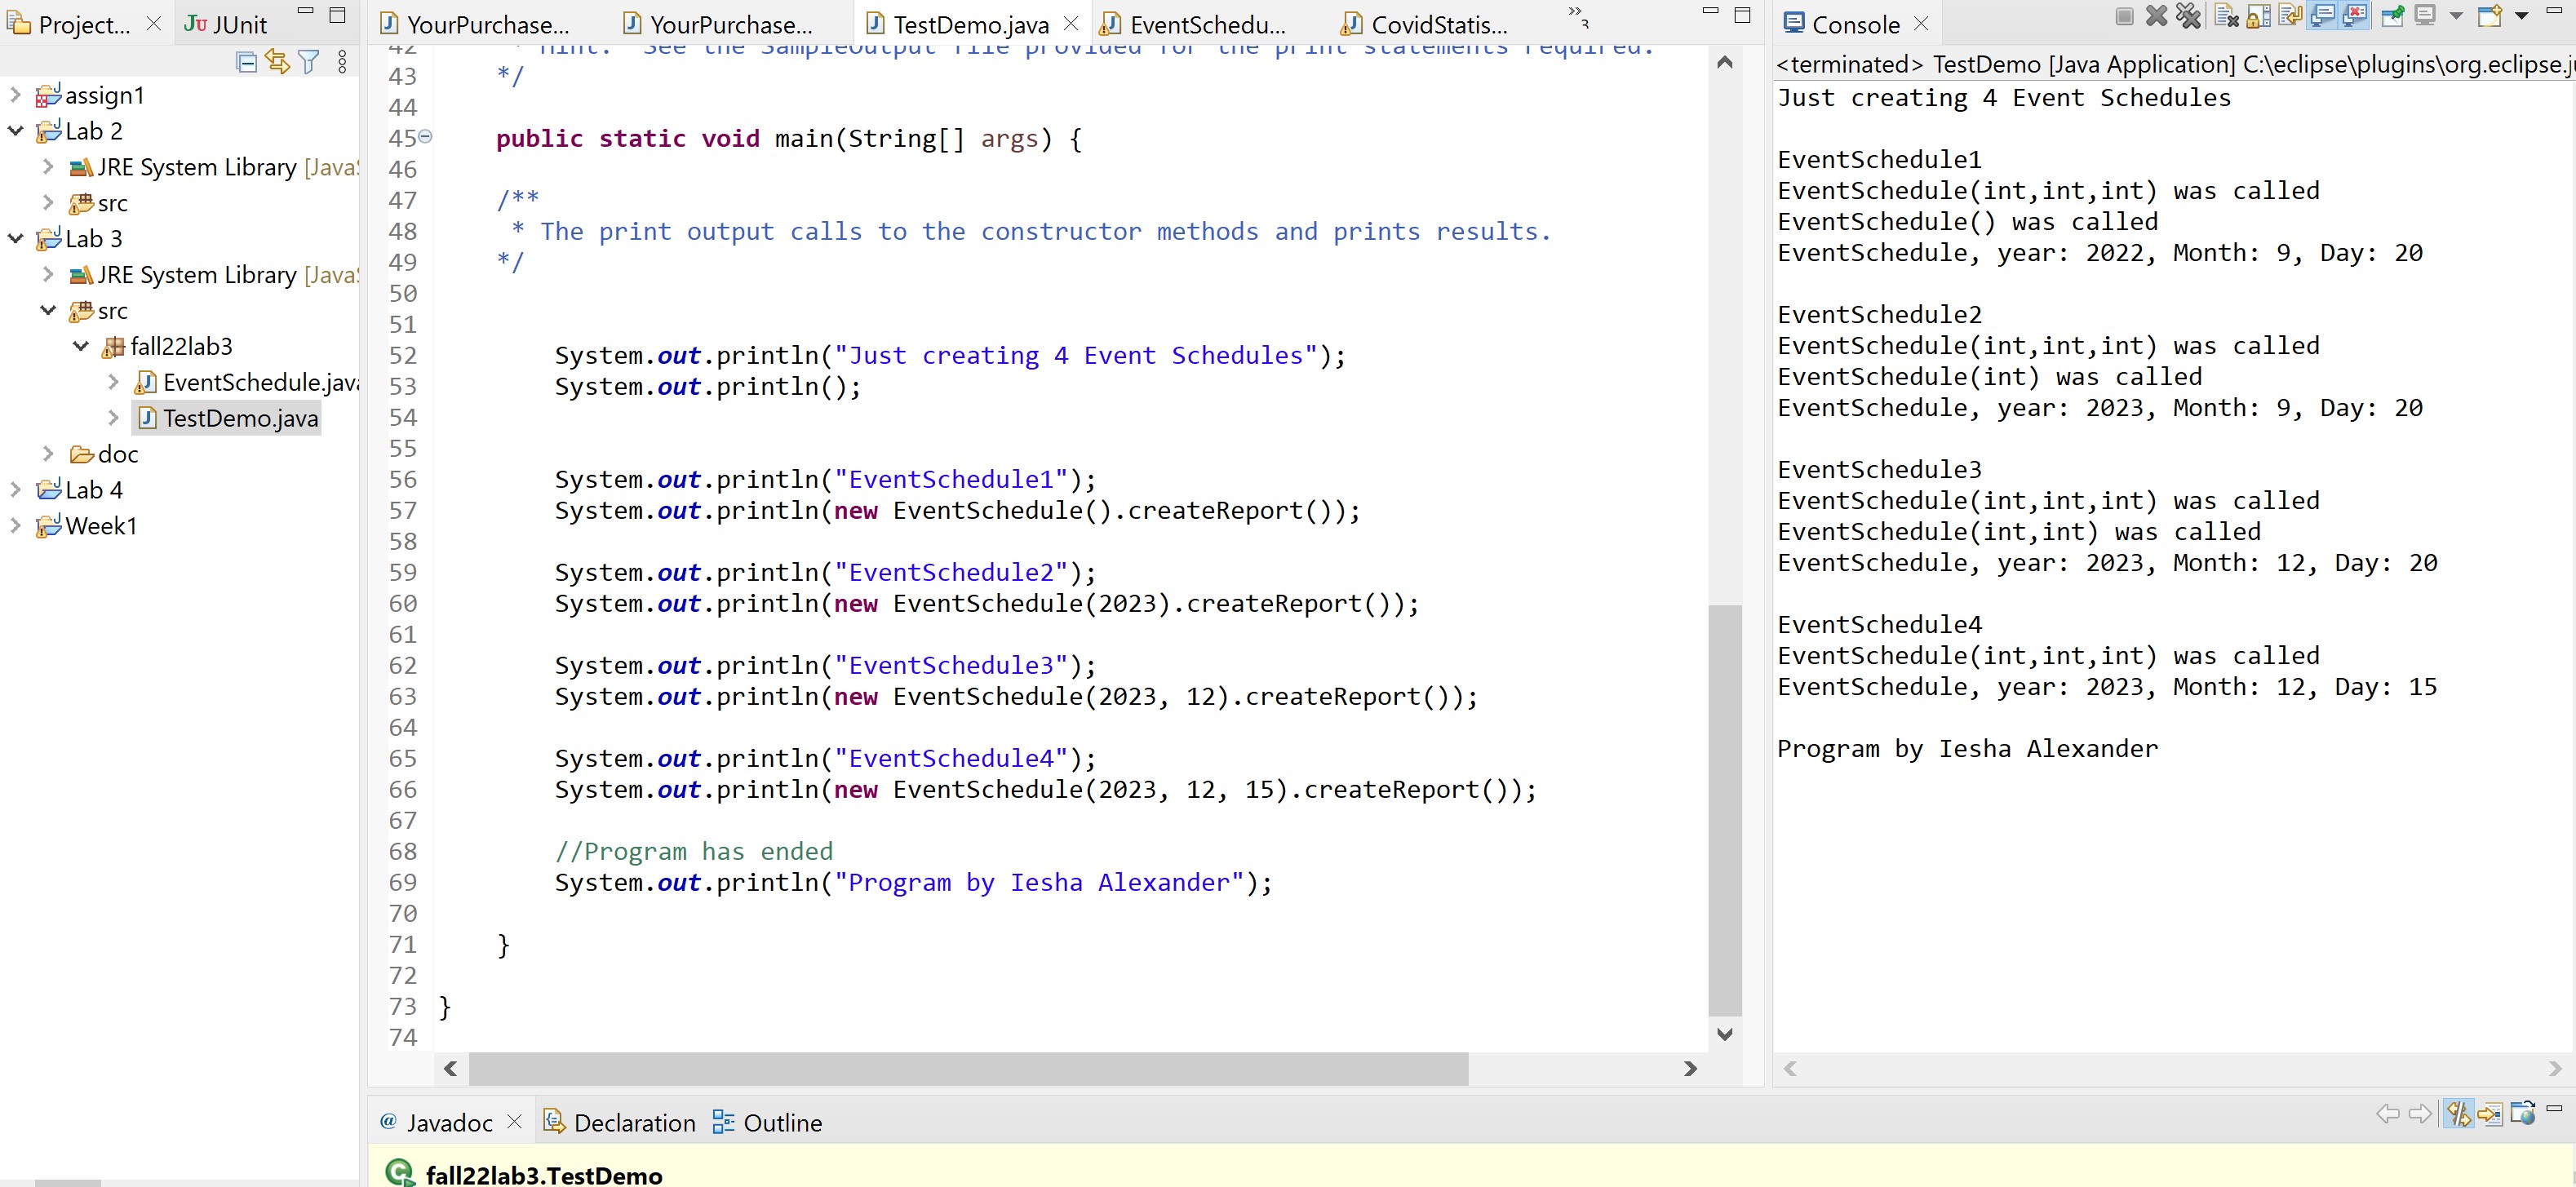 Project...
JUnit
assign1
Lab 2
JRE System Library [JavaS
src
Lab 3
JRE System Library [JavaS
src
fall22lab3
EventSchedule.java
TestDemo.java
doc
Lab 4
Week1
YourPurchase...
YourPurchase...
TestDemo.java
EventSchedu...
CovidStatis...
»3
42 * Hint: See the SampleOutput file provided for the print statements required.
43 */
44
45 public static void main(String[] args) {
46
47 /**
48 * The print output calls to the constructor methods and prints results.
49 */
50
51
52 System.out.println("Just creating 4 Event Schedules");
53 System.out.println();
54
55
56 System.out.println("EventSchedule1");
57 System.out.println(new EventSchedule().createReport());
58
59 System.out.println("EventSchedule2");
60 System.out.println(new EventSchedule(2023).createReport());
61
62 System.out.println("EventSchedule3");
63 System.out.println(new EventSchedule(2023, 12).createReport());
64
65 System.out.println("EventSchedule4");
66 System.out.println(new EventSchedule(2023, 12, 15).createReport());
67
68 //Program has ended
69 System.out.println("Program by Iesha Alexander");
70
71 }
72
73 }
74
Console
<terminated> TestDemo [Java Application] C:\eclipse\plugins\org.eclipse.ju
Just creating 4 Event Schedules
EventSchedule1
EventSchedule(int,int,int) was called
EventSchedule() was called
EventSchedule, year: 2022, Month: 9, Day: 20
EventSchedule2
EventSchedule(int,int,int) was called
EventSchedule(int) was called
EventSchedule, year: 2023, Month: 9, Day: 20
EventSchedule3
EventSchedule(int,int,int) was called
EventSchedule(int,int) was called
EventSchedule, year: 2023, Month: 12, Day: 20
EventSchedule4
EventSchedule(int,int,int) was called
EventSchedule, year: 2023, Month: 12, Day: 15
Program by Iesha Alexander
@ Javadoc
Declaration
Outline
fall22lab3.TestDemo